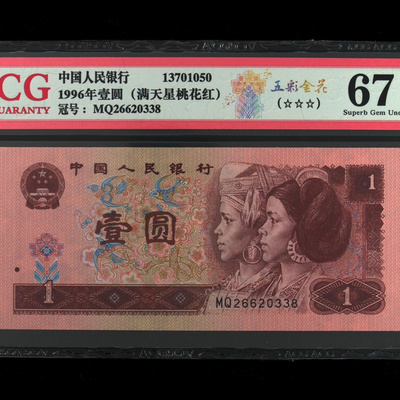 CG
UARANTY
中国人民银行 13701050
1996年壹圆（满天星桃花红）
冠号：MQ26620338
五彩金花
(☆☆☆)
67
Superb Gem Unc
中国人民银行
1
壹圆
MQ26620338
1
1